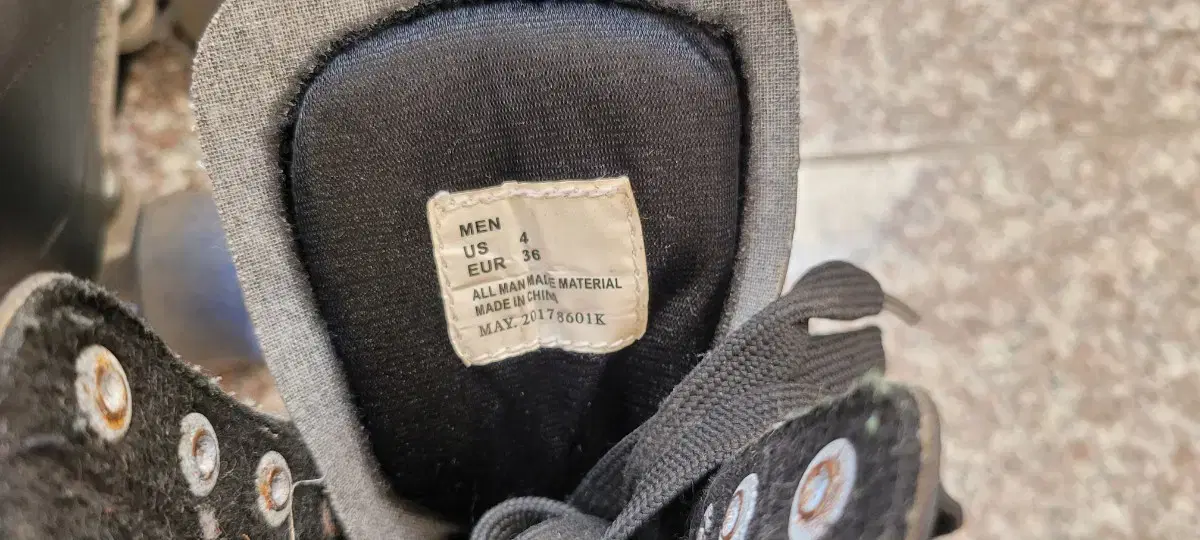 MEN
US 4
EUR 36
ALL MAN MADE MATERIAL
MADE IN CHINA
MAY. 20178601K